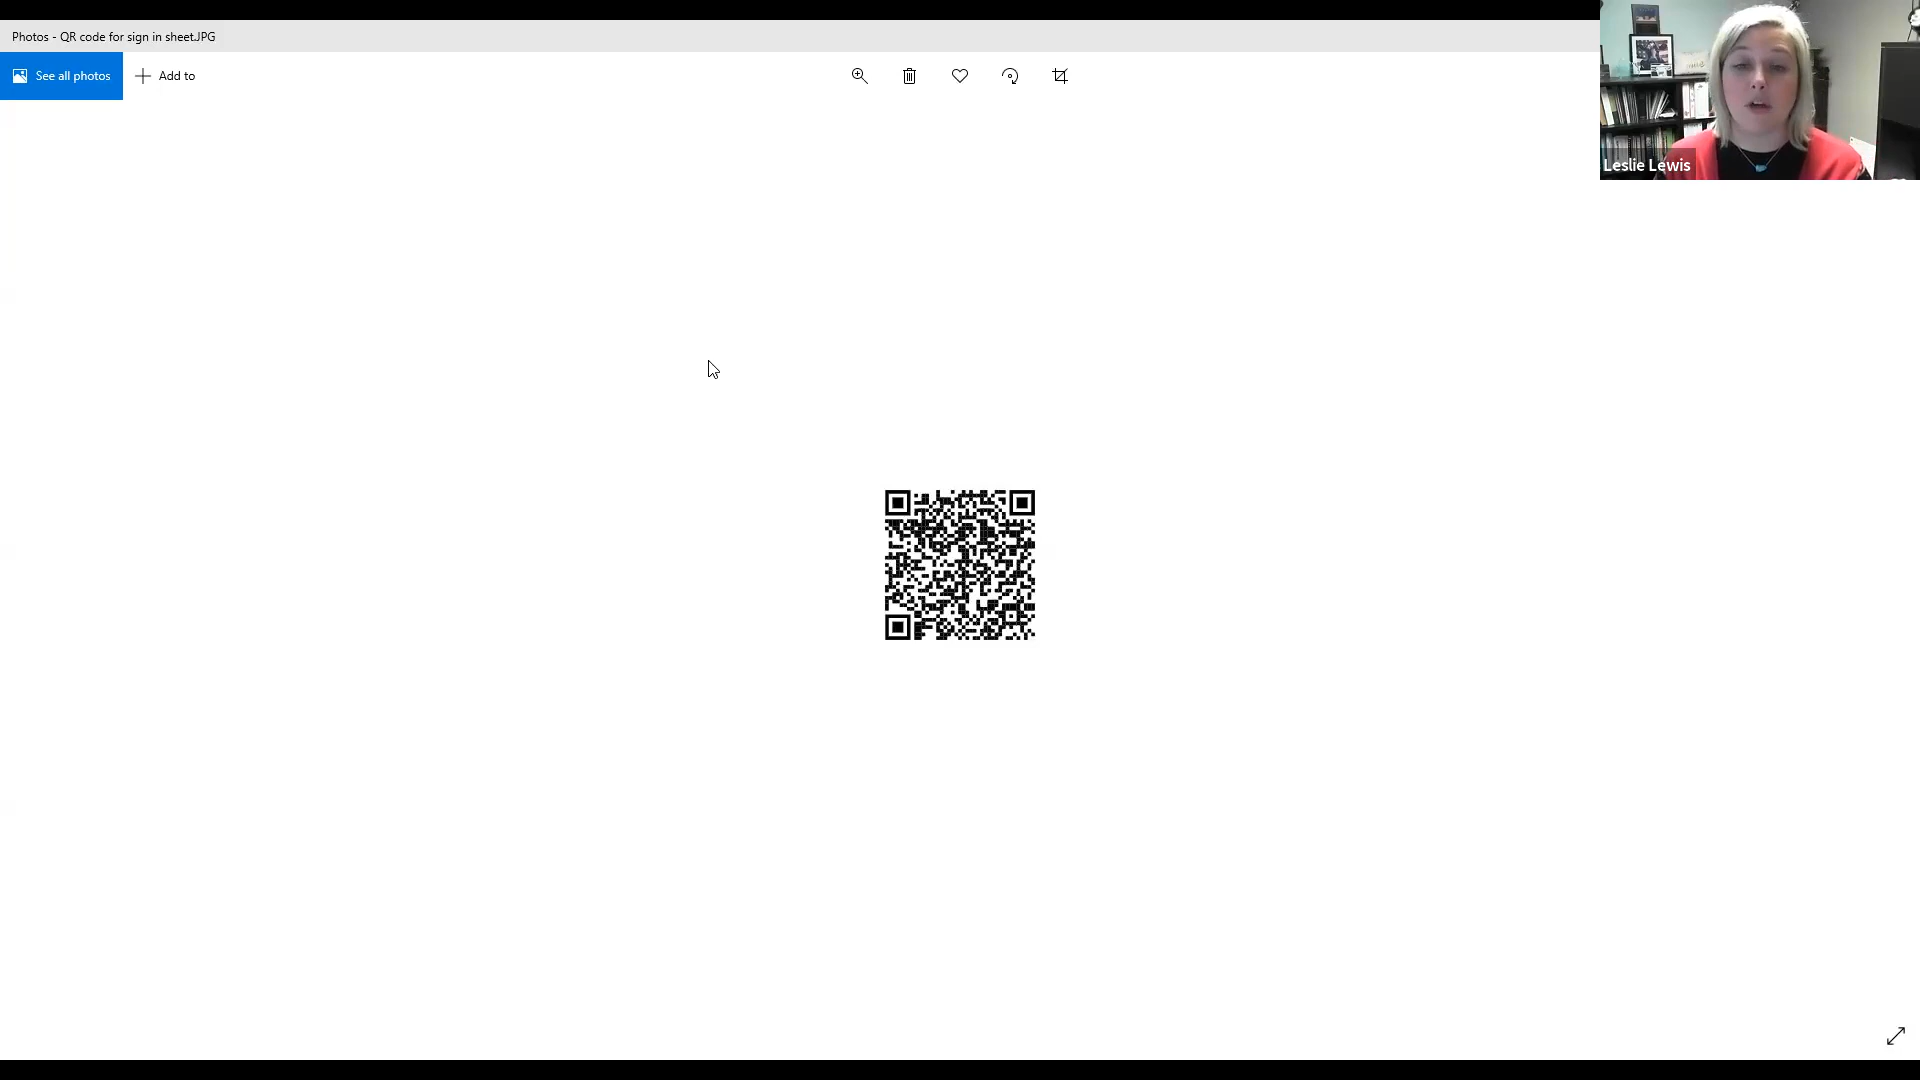 Photos - QR code for sign in sheet.JPG
See all photos
Add to
Leslie Lewis